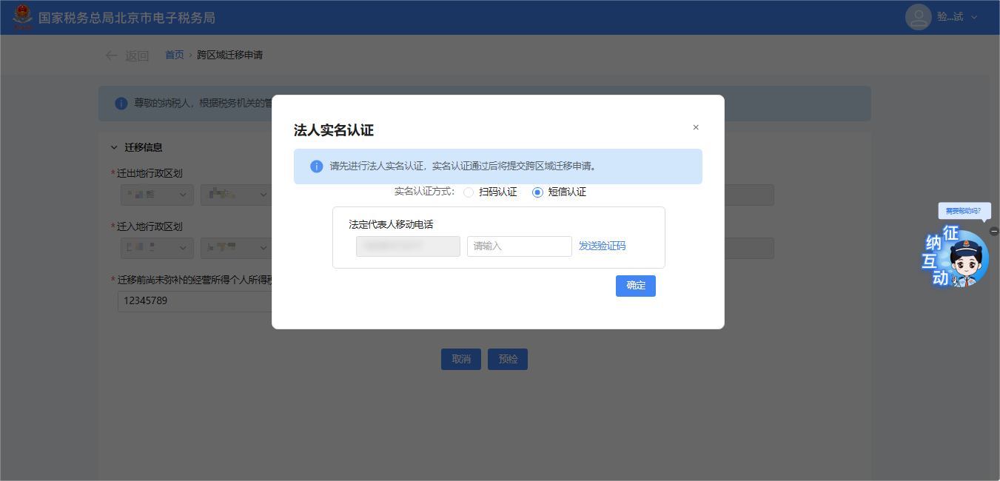 国家税务总局北京市电子税务局
验...试
返回 首页 › 跨区域迁移申请
尊敬的纳税人，根据税务机关的管
法人实名认证
×
请先进行法人实名认证，实名认证通过后将提交跨区域迁移申请。
实名认证方式： 扫码认证 短信认证
法定代表人移动电话
请输入 发送验证码
确定
迁移信息
*迁出地行政区划
*迁入地行政区划
*迁移前尚未弥补的经营所得个人所得税
12345789
取消 预检
需要帮助吗?
征
纳
互
动